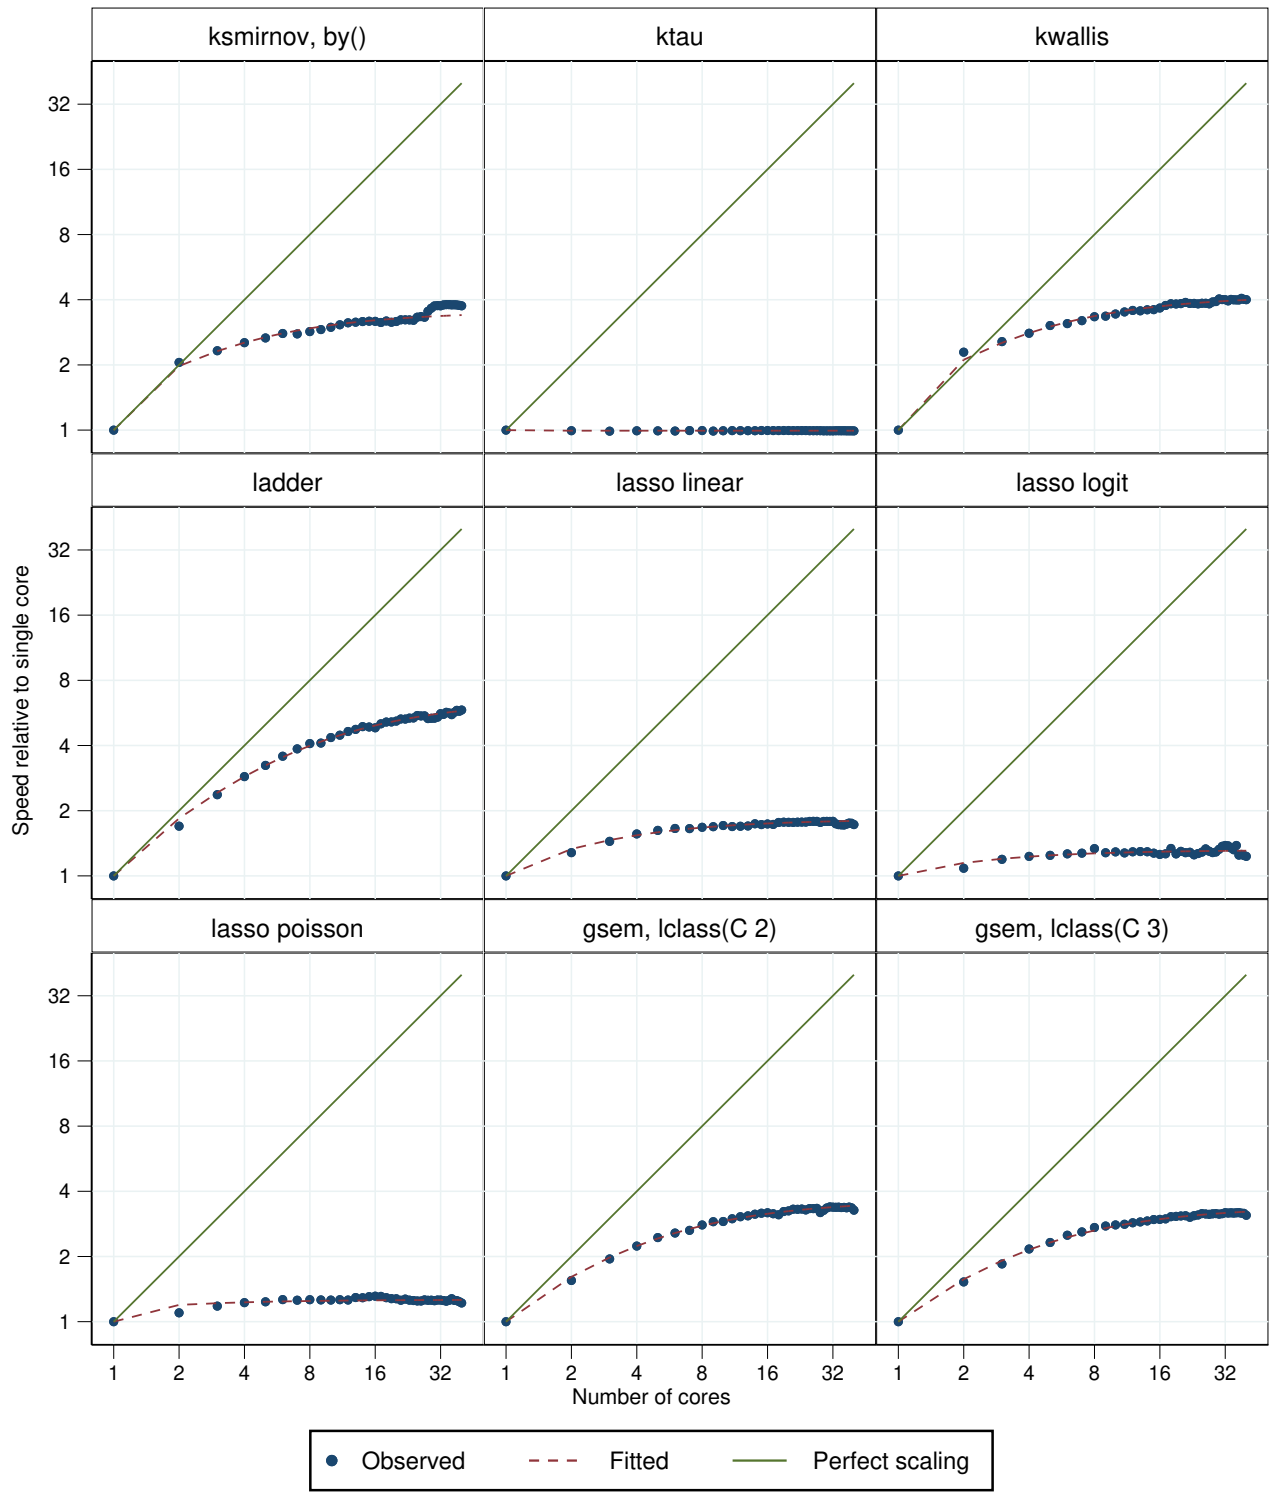 ksmirnov, by() ktau kwallis
32
16
8
4
2
1
ladder lasso linear lasso logit
32
16
8
4
2
1
Speed relative to single core
lasso poisson gsem, lclass(C 2) gsem, lclass(C 3)
32
16
8
4
2
1
1 2 4 8 16 32 1 2 4 8 16 32 1 2 4 8 16 32
Number of cores
Observed Fitted Perfect scaling